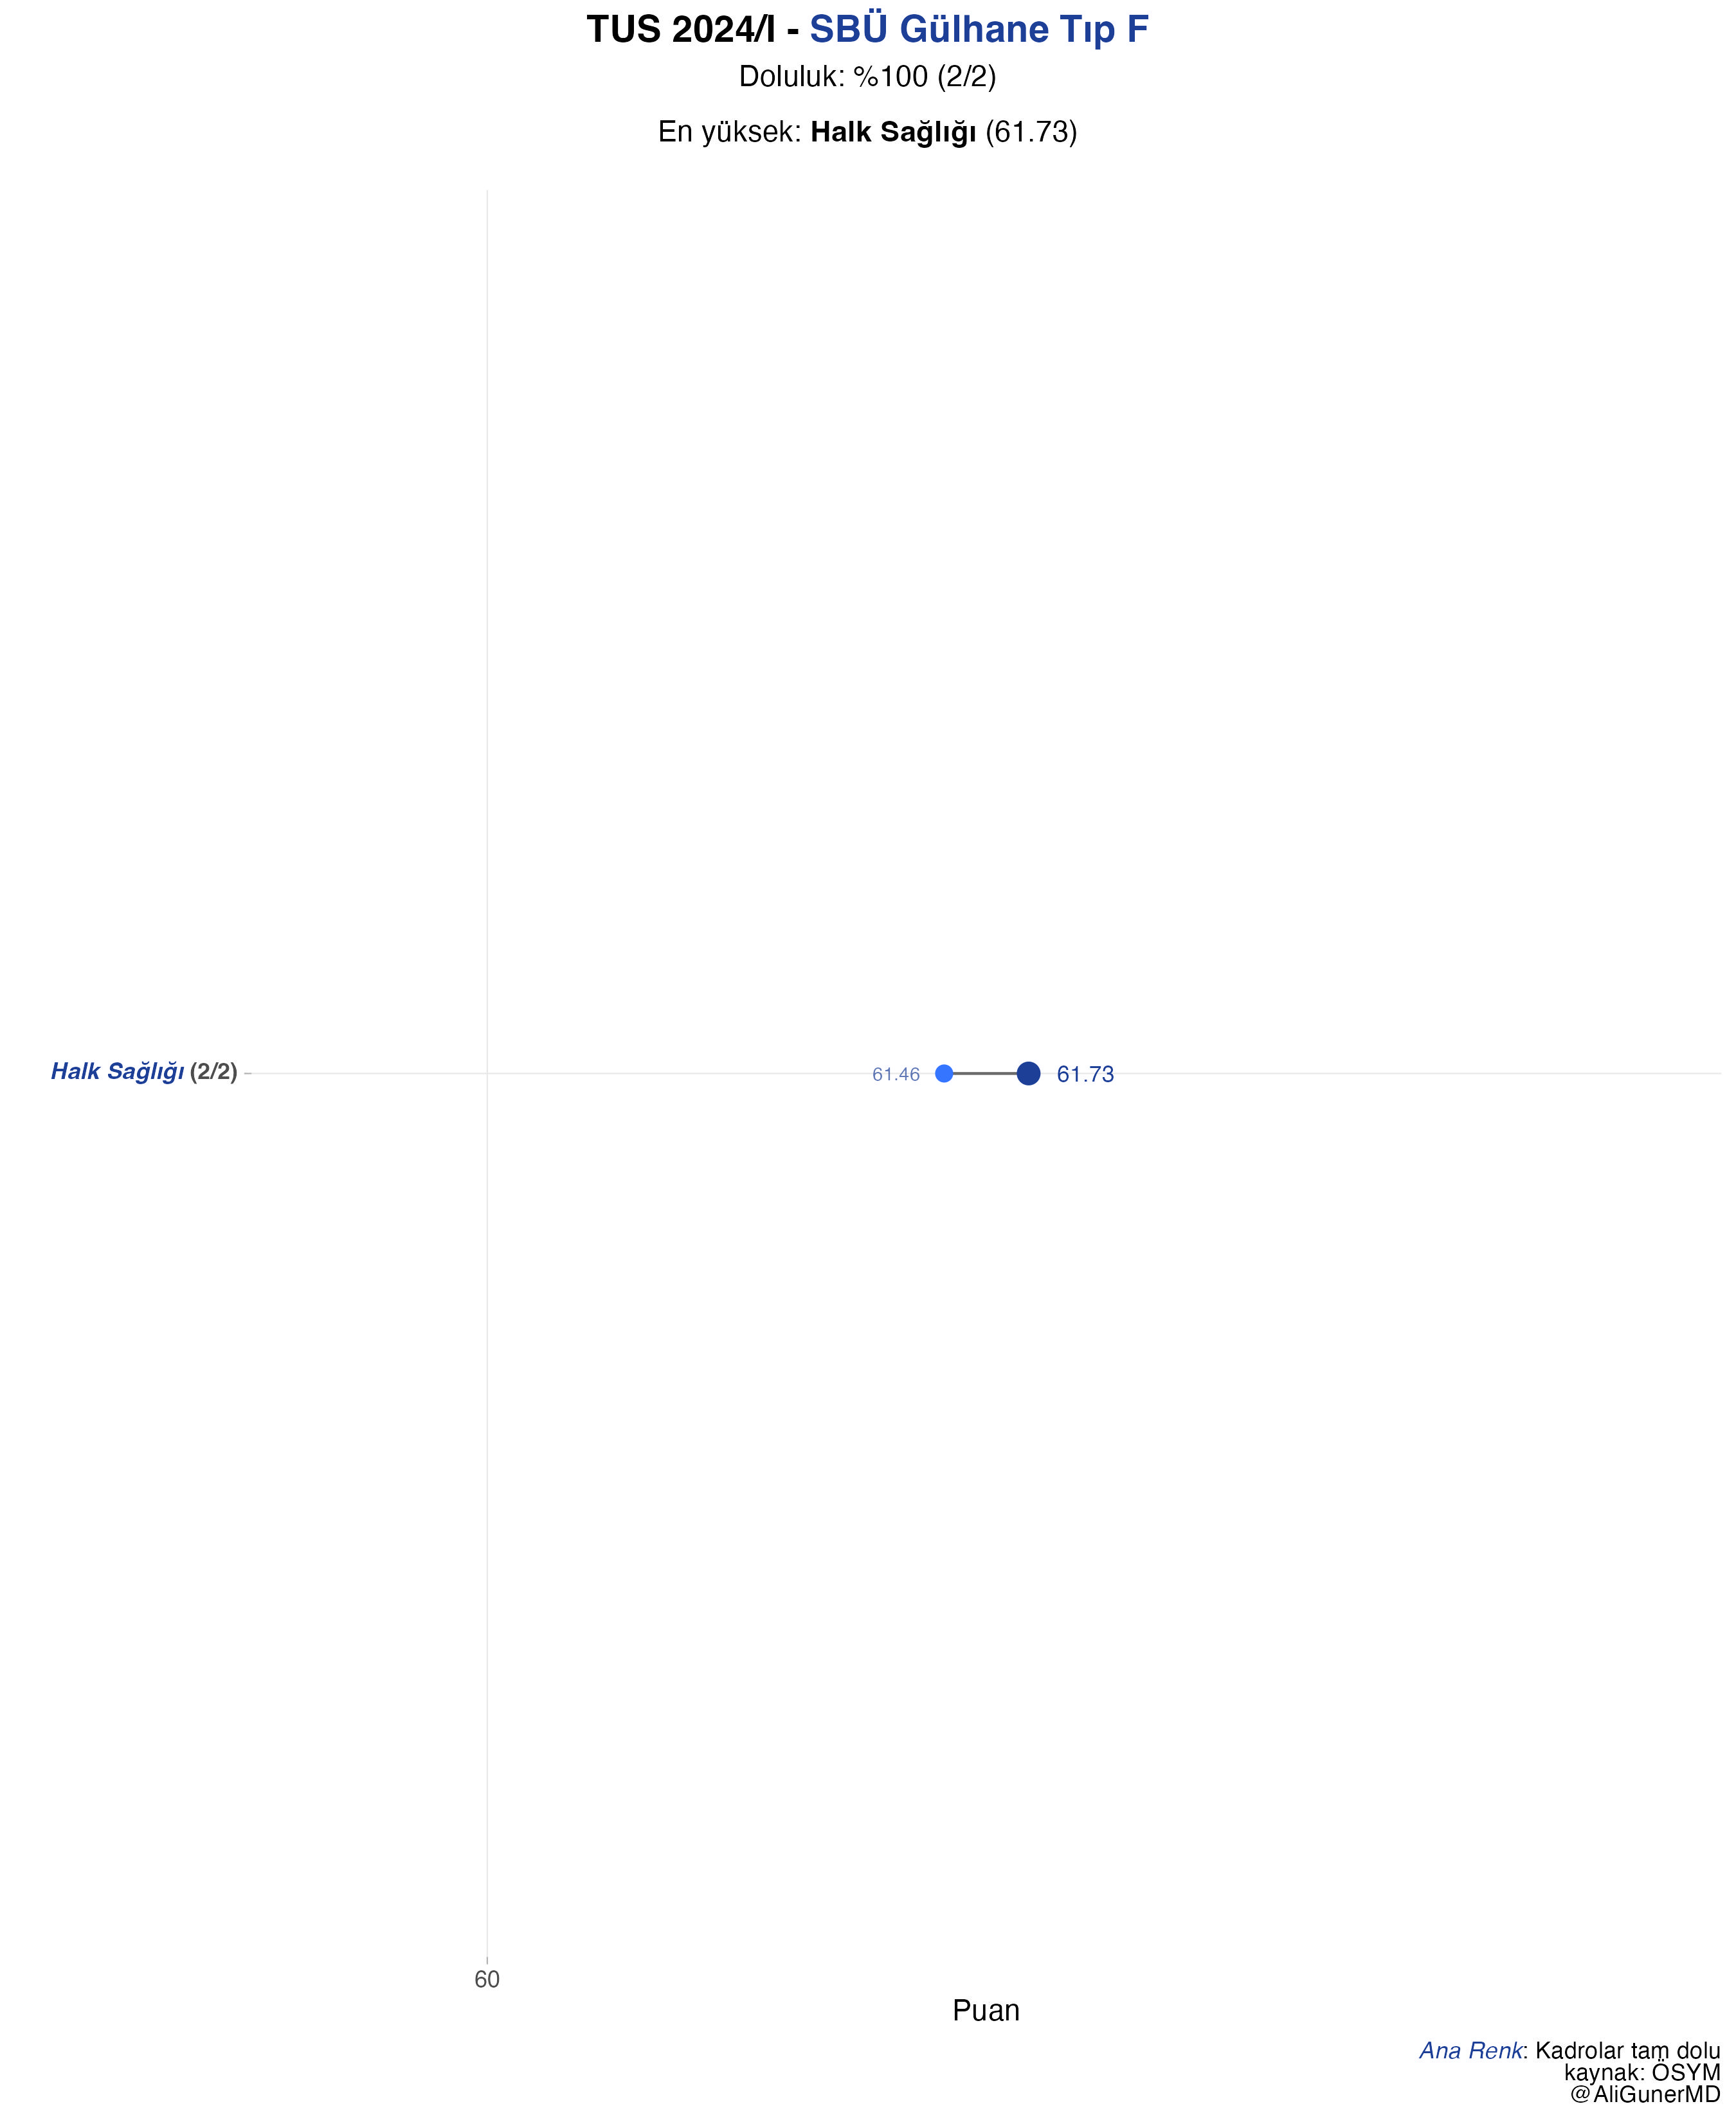 TUS 2024/I - SBÜ Gülhane Tıp F
Doluluk: %100 (2/2)
En yüksek: Halk Sağlığı (61.73)
Halk Sağlığı (2/2)
61.46
61.73
60
Puan
Ana Renk: Kadrolar tam dolu
kaynak: ÖSYM
@AliGunerMD